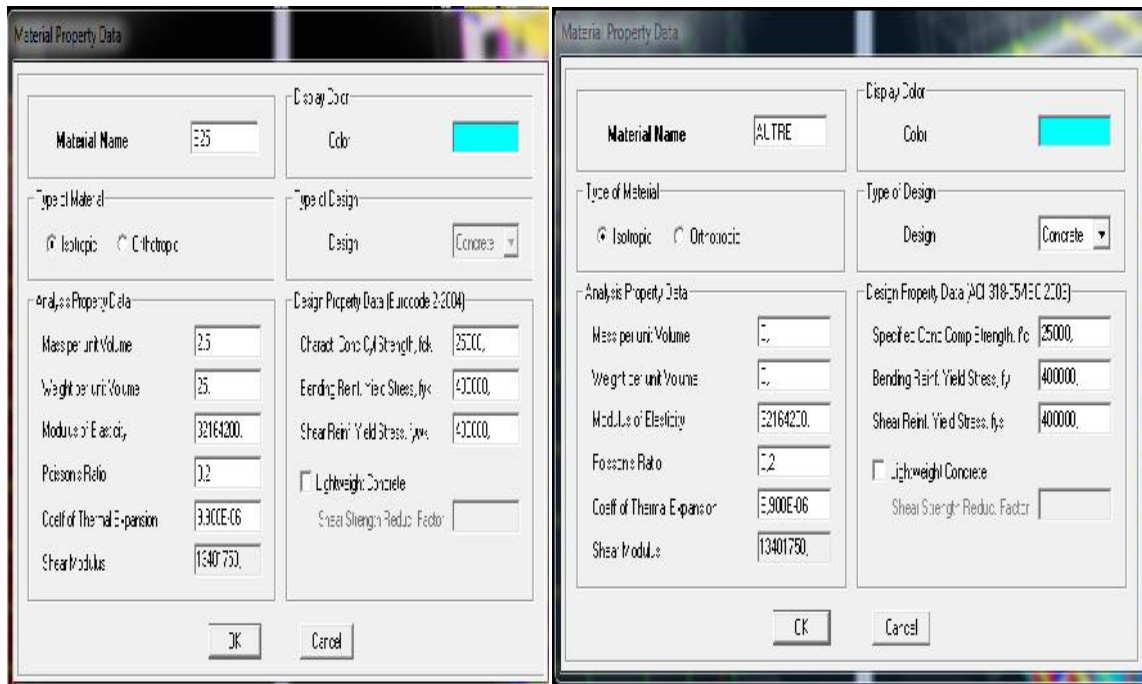 Material Property Data
Display Color
Material Name
Color
Type of Material
Isotropic
Orthotropic
Type of Design
Design
Concrete
Analysis Property Data
Mass per unit Volume
2.5
Weight per unit Volume
25.
Modulus of Elasticity
32164200.
Poisson's Ratio
0.2
Coeff of Thermal Expansion
9.900E-06
Shear Modulus
13401750,
Design Property Data (Eurocode 2-2004)
Charact. Conc Cyl Strength, fck
25000,
Bending Reinf. Yield Stress, fyk
400000,
Shear Reinf. Yield Stress, fywk
400000,
Lightweight Concrete
Shear Strength Reduc. Factor
OK
Cancel
Material Property Data
Display Color
Material Name
AUTRE
Color
Type of Material
Isotropic
Orthotropic
Type of Design
Design
Concrete
Analysis Property Data
Mass per unit Volume
0,
Weight per unit Volume
0,
Modulus of Elasticity
32164200.
Poisson's Ratio
0,2
Coeff of Thermal Expansion
9,900E-06
Shear Modulus
13401750,
Design Property Data (ACI 318-05/IBC 2003)
Specified Conc Comp Strength, f'c
25000,
Bending Reinf. Yield Stress, fy
400000,
Shear Reinf. Yield Stress, fys
400000,
Lightweight Concrete
Shear Strength Reduc. Factor
OK
Cancel